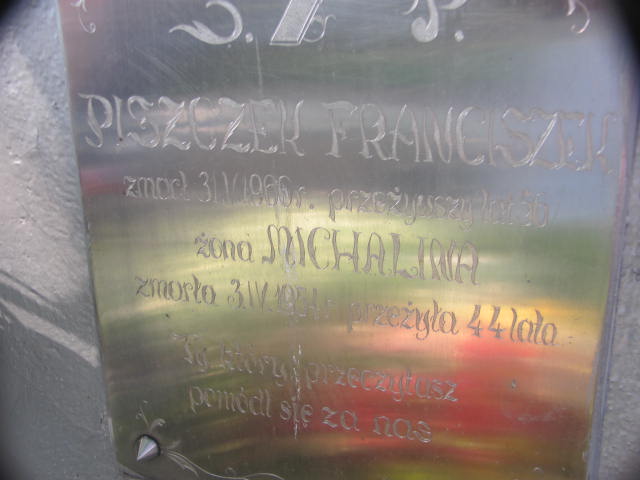 Ś. P.
PISZCZEK FRANCISZEK
zmarł przeżywszy lat
żona MICHALINA
zmarła przeżyła 44 lata
Ty który przeczytasz
pomódl się za nas